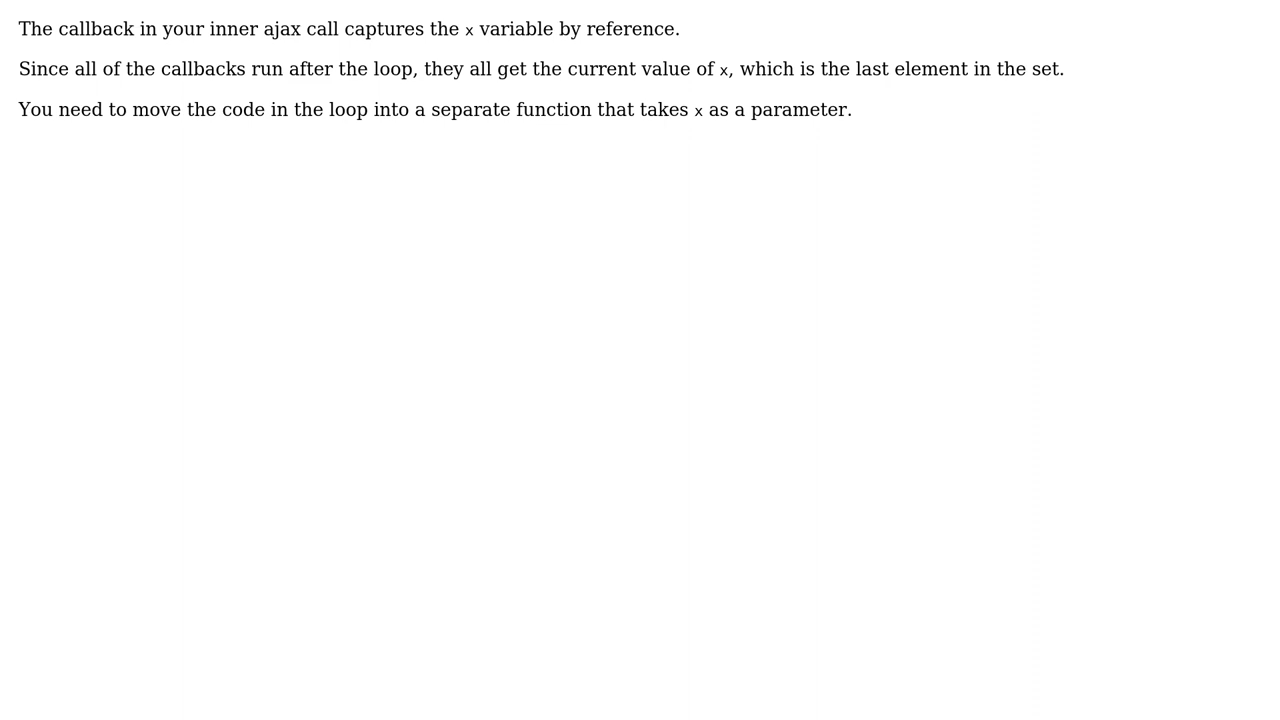 The callback in your inner ajax call captures the x variable by reference.
Since all of the callbacks run after the loop, they all get the current value of x, which is the last element in the set.
You need to move the code in the loop into a separate function that takes x as a parameter.